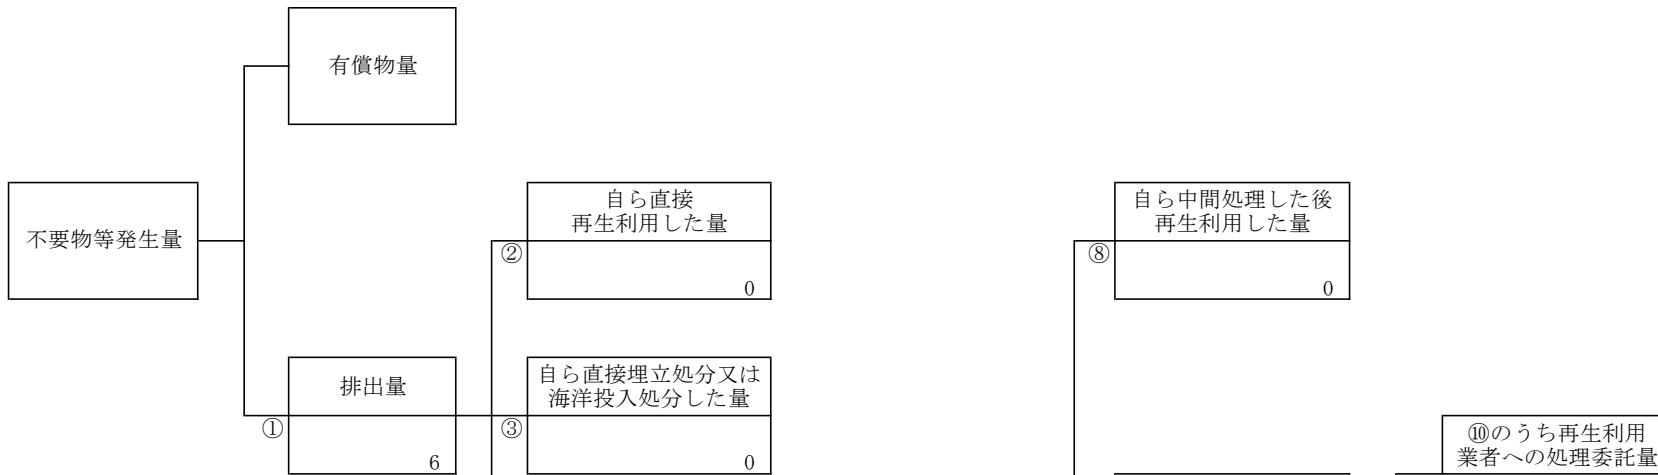 有償物量
不要物等発生量
自ら直接
再生利用した量
②
0
自ら中間処理した後
再生利用した量
⑧
0
排出量
①
6
自ら直接埋立処分又は
海洋投入処分した量
③
0
⑩のうち再生利用
業者への処理委託量